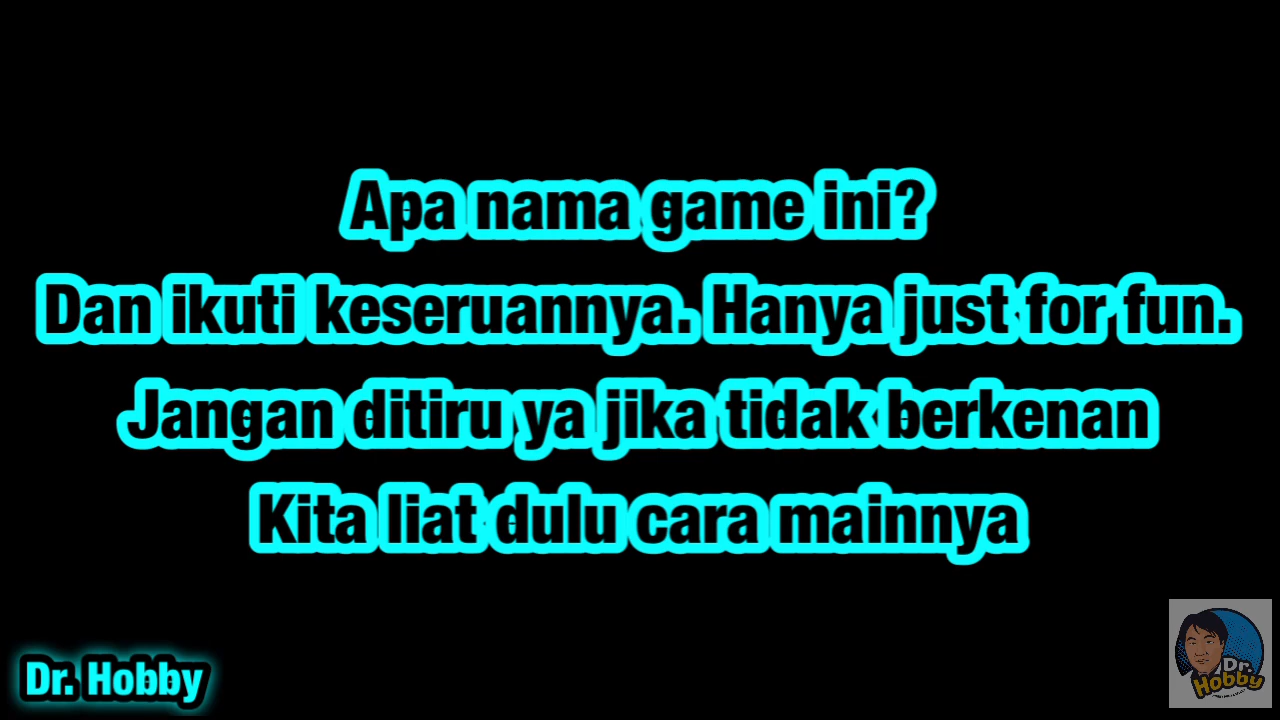 Apa nama game ini?
Dan ikuti keseruannya. Hanya just for fun.
Jangan ditiru ya jika tidak berkenan
Kita liat dulu cara mainnya
Dr. Hobby
Dr.
Hobby